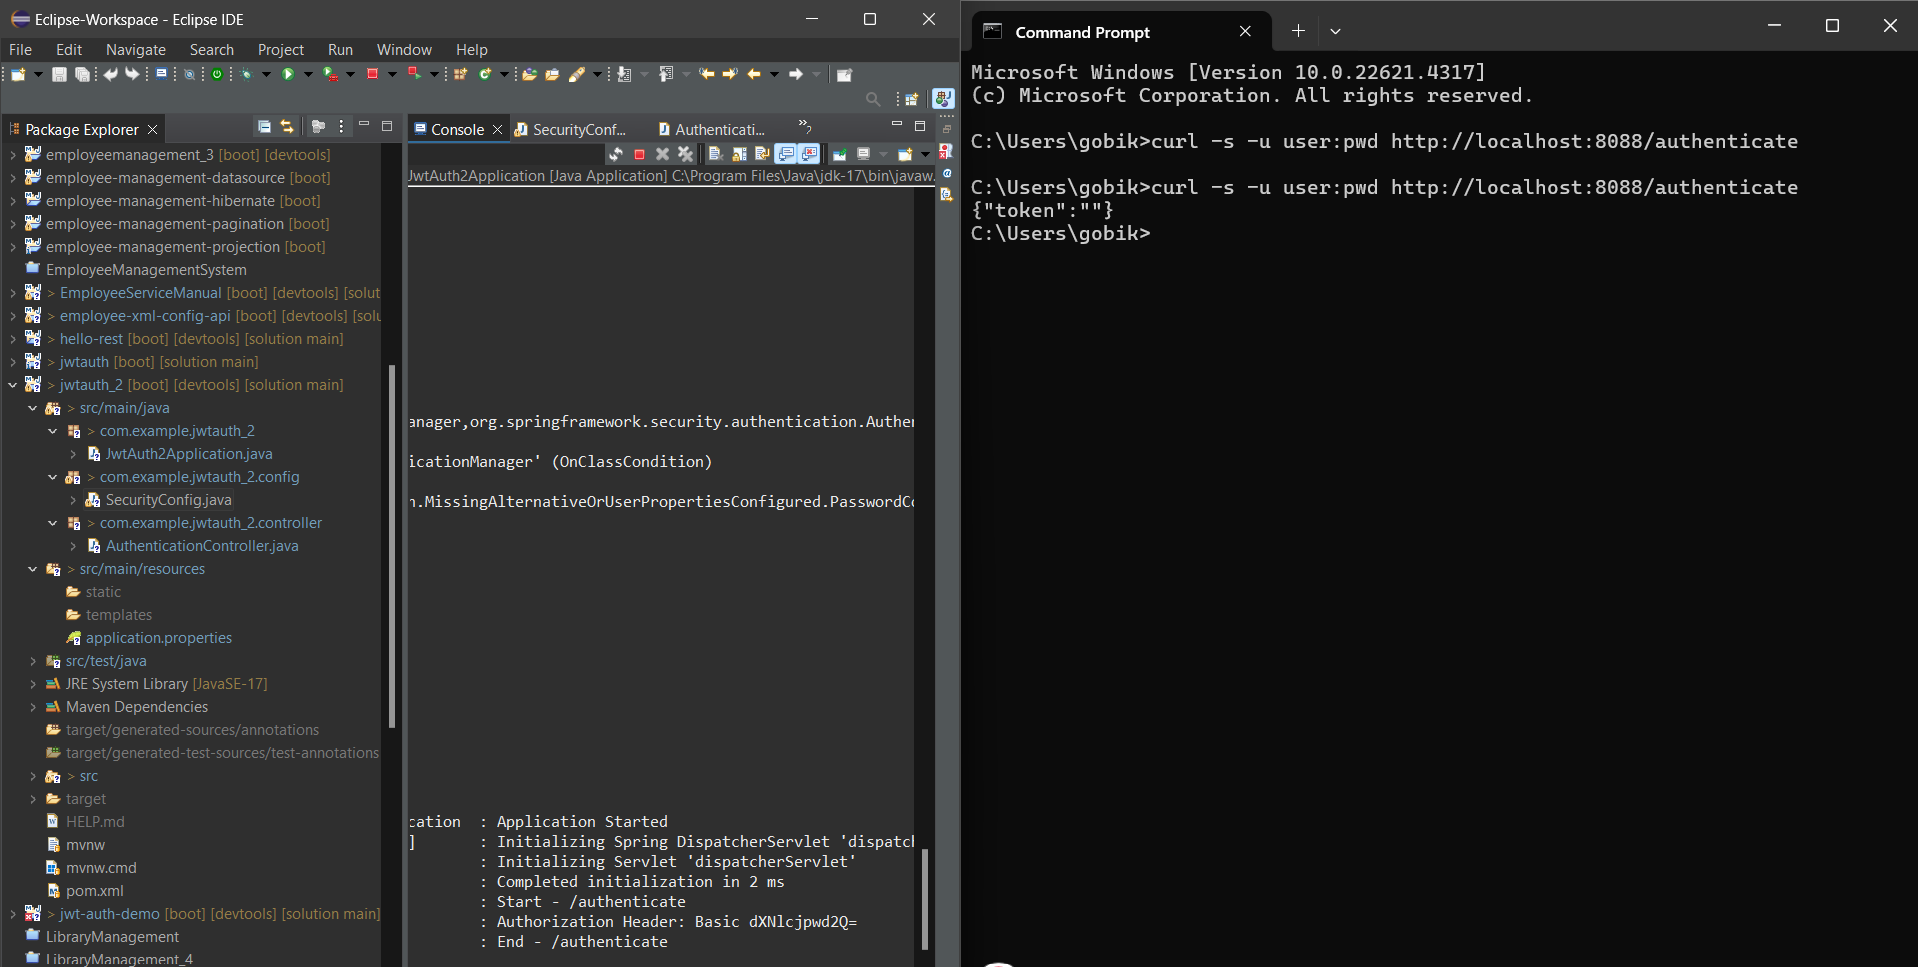 Eclipse-Workspace - Eclipse IDE
File Edit Navigate Search Project Run Window Help
Package Explorer
employeemanagement_3 [boot] [devtools]
employee-management-datasource [boot]
employee-management-hibernate [boot]
employee-management-pagination [boot]
employee-management-projection [boot]
EmployeeManagementSystem
> EmployeeServiceManual [boot] [devtools] [solut
> employee-xml-config-api [boot] [devtools] [solu
> hello-rest [boot] [devtools] [solution main]
> jwtauth [boot] [solution main]
> jwtauth_2 [boot] [devtools] [solution main]
> src/main/java
> com.example.jwtauth_2
JwtAuth2Application.java
> com.example.jwtauth_2.config
SecurityConfig.java
> com.example.jwtauth_2.controller
AuthenticationController.java
> src/main/resources
static
templates
application.properties
src/test/java
JRE System Library [JavaSE-17]
Maven Dependencies
target/generated-sources/annotations
target/generated-test-sources/test-annotations
> src
target
HELP.md
mvnw
mvnw.cmd
pom.xml
> jwt-auth-demo [boot] [devtools] [solution main]
LibraryManagement
LibraryManagement_4
Console SecurityConf... Authenticati... »2
JwtAuth2Application [Java Application] C:\Program Files\Java\jdk-17\bin\javaw.
anager,org.springframework.security.authentication.Auther
icationManager' (OnClassCondition)
n.MissingAlternativeOrUserPropertiesConfigured.PasswordCo
cation : Application Started
] : Initializing Spring DispatcherServlet 'dispatch
: Initializing Servlet 'dispatcherServlet'
: Completed initialization in 2 ms
: Start - /authenticate
: Authorization Header: Basic dXNlcjpwd2Q=
: End - /authenticate
Command Prompt
Microsoft Windows [Version 10.0.22621.4317]
(c) Microsoft Corporation. All rights reserved.
C:\Users\gobik>curl -s -u user:pwd http://localhost:8088/authenticate
C:\Users\gobik>curl -s -u user:pwd http://localhost:8088/authenticate
{"token":""}
C:\Users\gobik>